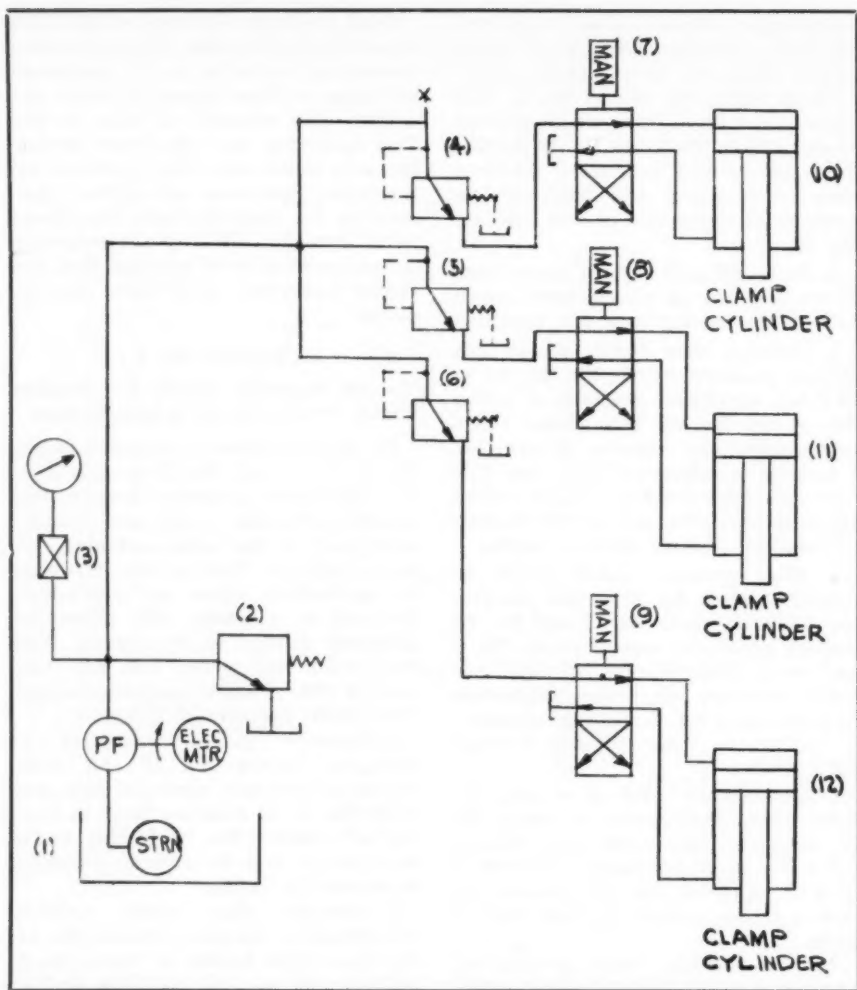 (7)
MAN
X
(4)
(10)
CLAMP
CYLINDER
(3)
MAN
(8)
(6)
(11)
CLAMP
CYLINDER
(3)
(2)
MAN
(9)
PF
ELEC
MTR
(12)
(1)
STRN
CLAMP
CYLINDER